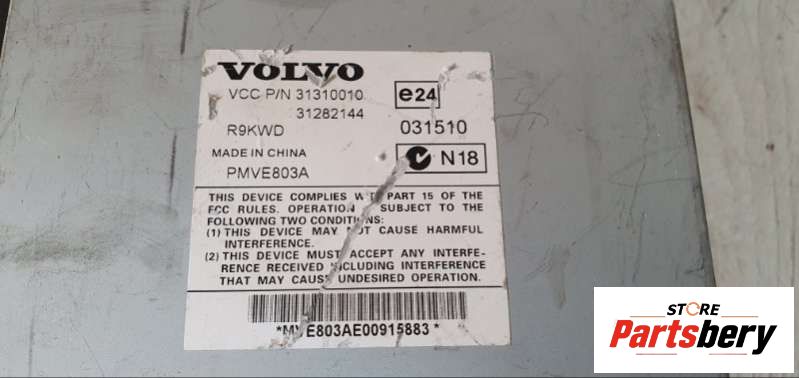 VOLVO
VCC P/N 31310010
31282144
e24
R9KWD
031510
MADE IN CHINA
N18
PMVE803A
THIS DEVICE COMPLIES WITH PART 15 OF THE
FCC RULES. OPERATION SUBJECT TO THE
FOLLOWING TWO CONDITIONS:
(1) THIS DEVICE MAY NOT CAUSE HARMFUL
INTERFERENCE.
(2) THIS DEVICE MUST ACCEPT ANY INTERFE-
RENCE RECEIVED INCLUDING INTERFERENCE
THAT MAY CAUSE UNDESIRED OPERATION.
*MVE803AE00915883*
STORE
Partsbery